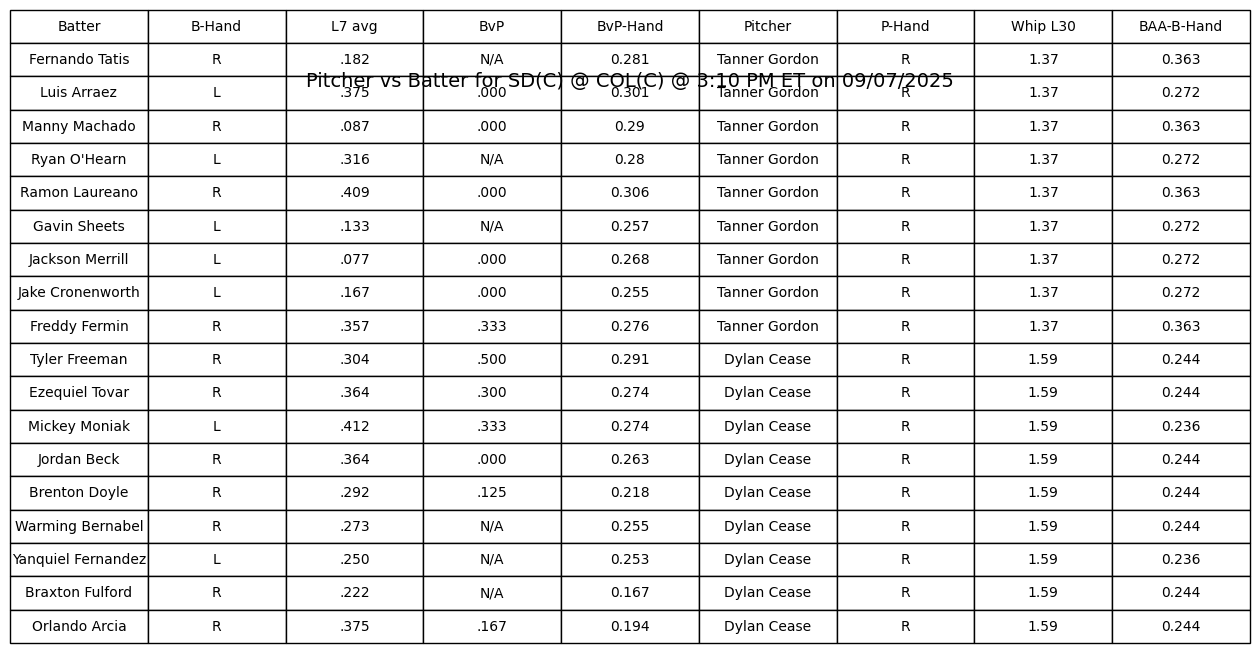 Batter B-Hand L7 avg BvP BvP-Hand Pitcher P-Hand Whip L30 BAA-B-Hand
Fernando Tatis R .182 N/A 0.281 Tanner Gordon R 1.37 0.363
Pitcher vs Batter for SD(C) @ COL(C) @ 3:10 PM ET on 09/07/2025
Luis Arraez L .375 .000 0.301 Tanner Gordon R 1.37 0.272
Manny Machado R .087 .000 0.29 Tanner Gordon R 1.37 0.363
Ryan O'Hearn L .316 N/A 0.28 Tanner Gordon R 1.37 0.272
Ramon Laureano R .409 .000 0.306 Tanner Gordon R 1.37 0.363
Gavin Sheets L .133 N/A 0.257 Tanner Gordon R 1.37 0.272
Jackson Merrill L .077 .000 0.268 Tanner Gordon R 1.37 0.272
Jake Cronenworth L .167 .000 0.255 Tanner Gordon R 1.37 0.272
Freddy Fermin R .357 .333 0.276 Tanner Gordon R 1.37 0.363
Tyler Freeman R .304 .500 0.291 Dylan Cease R 1.59 0.244
Ezequiel Tovar R .364 .300 0.274 Dylan Cease R 1.59 0.244
Mickey Moniak L .412 .333 0.274 Dylan Cease R 1.59 0.236
Jordan Beck R .364 .000 0.263 Dylan Cease R 1.59 0.244
Brenton Doyle R .292 .125 0.218 Dylan Cease R 1.59 0.244
Warming Bernabel R .273 N/A 0.255 Dylan Cease R 1.59 0.244
Yanquiel Fernandez L .250 N/A 0.253 Dylan Cease R 1.59 0.236
Braxton Fulford R .222 N/A 0.167 Dylan Cease R 1.59 0.244
Orlando Arcia R .375 .167 0.194 Dylan Cease R 1.59 0.244